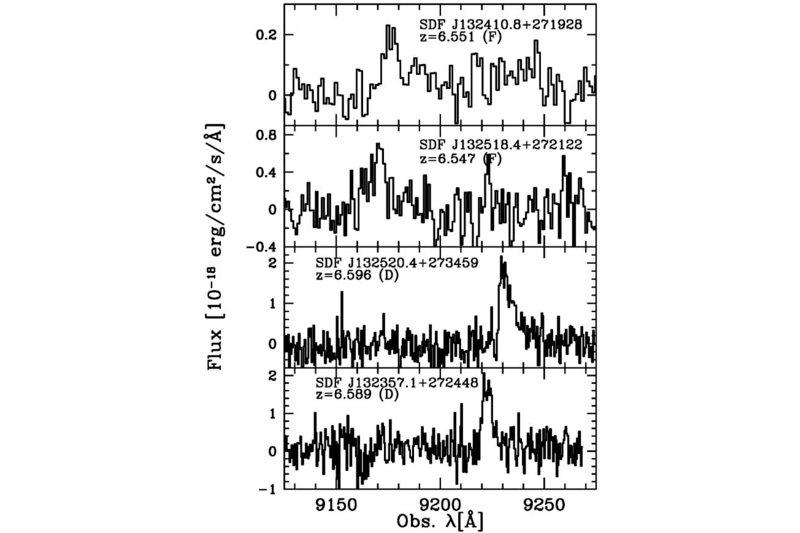 SDF J132410.8+271928
z=6.551 (F)
0.2
0
SDF J132518.4+272122
z=6.547 (F)
0.8
0.4
0
−0.4
SDF J132520.4+273459
z=6.596 (D)
2
1
0
SDF J132357.1+272448
z=6.589 (D)
2
1
0
−1
9150 9200 9250
Obs. λ[Å]
Flux [10⁻¹⁸ erg/cm²/s/Å]